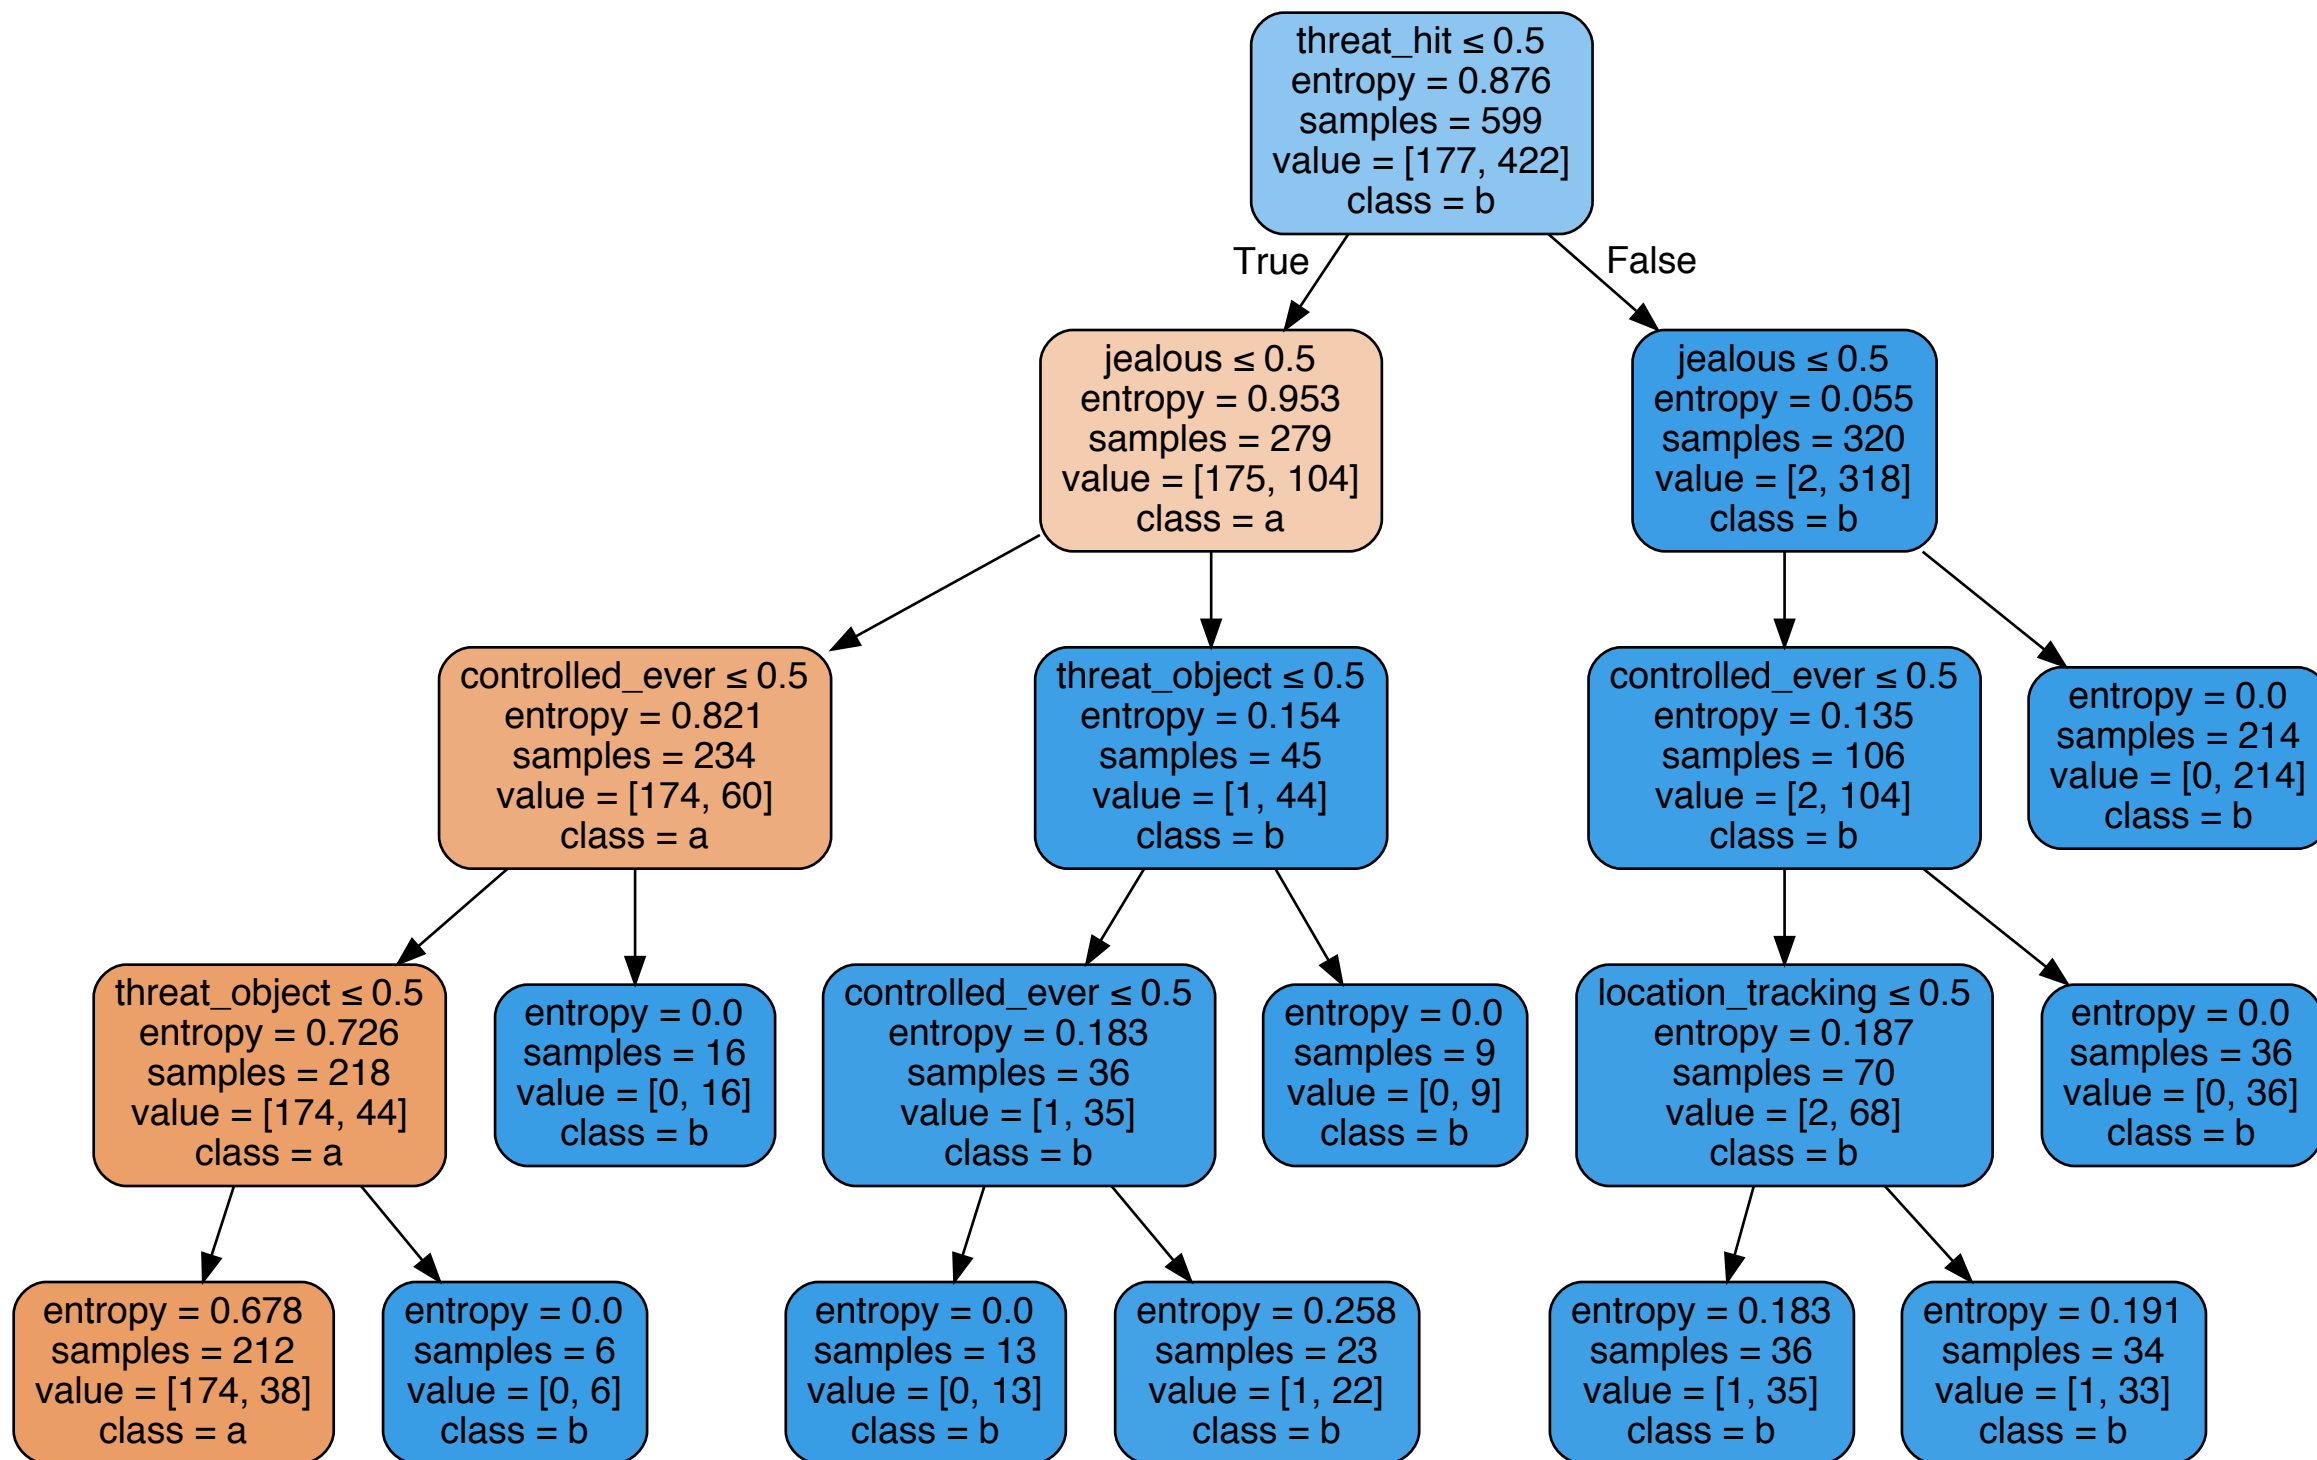 threat_hit ≤ 0.5
entropy = 0.876
samples = 599
value = [177, 422]
class = b
True
False
jealous ≤ 0.5
entropy = 0.953
samples = 279
value = [175, 104]
class = a
jealous ≤ 0.5
entropy = 0.055
samples = 320
value = [2, 318]
class = b
controlled_ever ≤ 0.5
entropy = 0.821
samples = 234
value = [174, 60]
class = a
threat_object ≤ 0.5
entropy = 0.154
samples = 45
value = [1, 44]
class = b
controlled_ever ≤ 0.5
entropy = 0.135
samples = 106
value = [2, 104]
class = b
entropy = 0.0
samples = 214
value = [0, 214]
class = b
threat_object ≤ 0.5
entropy = 0.726
samples = 218
value = [174, 44]
class = a
entropy = 0.0
samples = 16
value = [0, 16]
class = b
controlled_ever ≤ 0.5
entropy = 0.183
samples = 36
value = [1, 35]
class = b
entropy = 0.0
samples = 9
value = [0, 9]
class = b
location_tracking ≤ 0.5
entropy = 0.187
samples = 70
value = [2, 68]
class = b
entropy = 0.0
samples = 36
value = [0, 36]
class = b
entropy = 0.678
samples = 212
value = [174, 38]
class = a
entropy = 0.0
samples = 6
value = [0, 6]
class = b
entropy = 0.0
samples = 13
value = [0, 13]
class = b
entropy = 0.258
samples = 23
value = [1, 22]
class = b
entropy = 0.183
samples = 36
value = [1, 35]
class = b
entropy = 0.191
samples = 34
value = [1, 33]
class = b